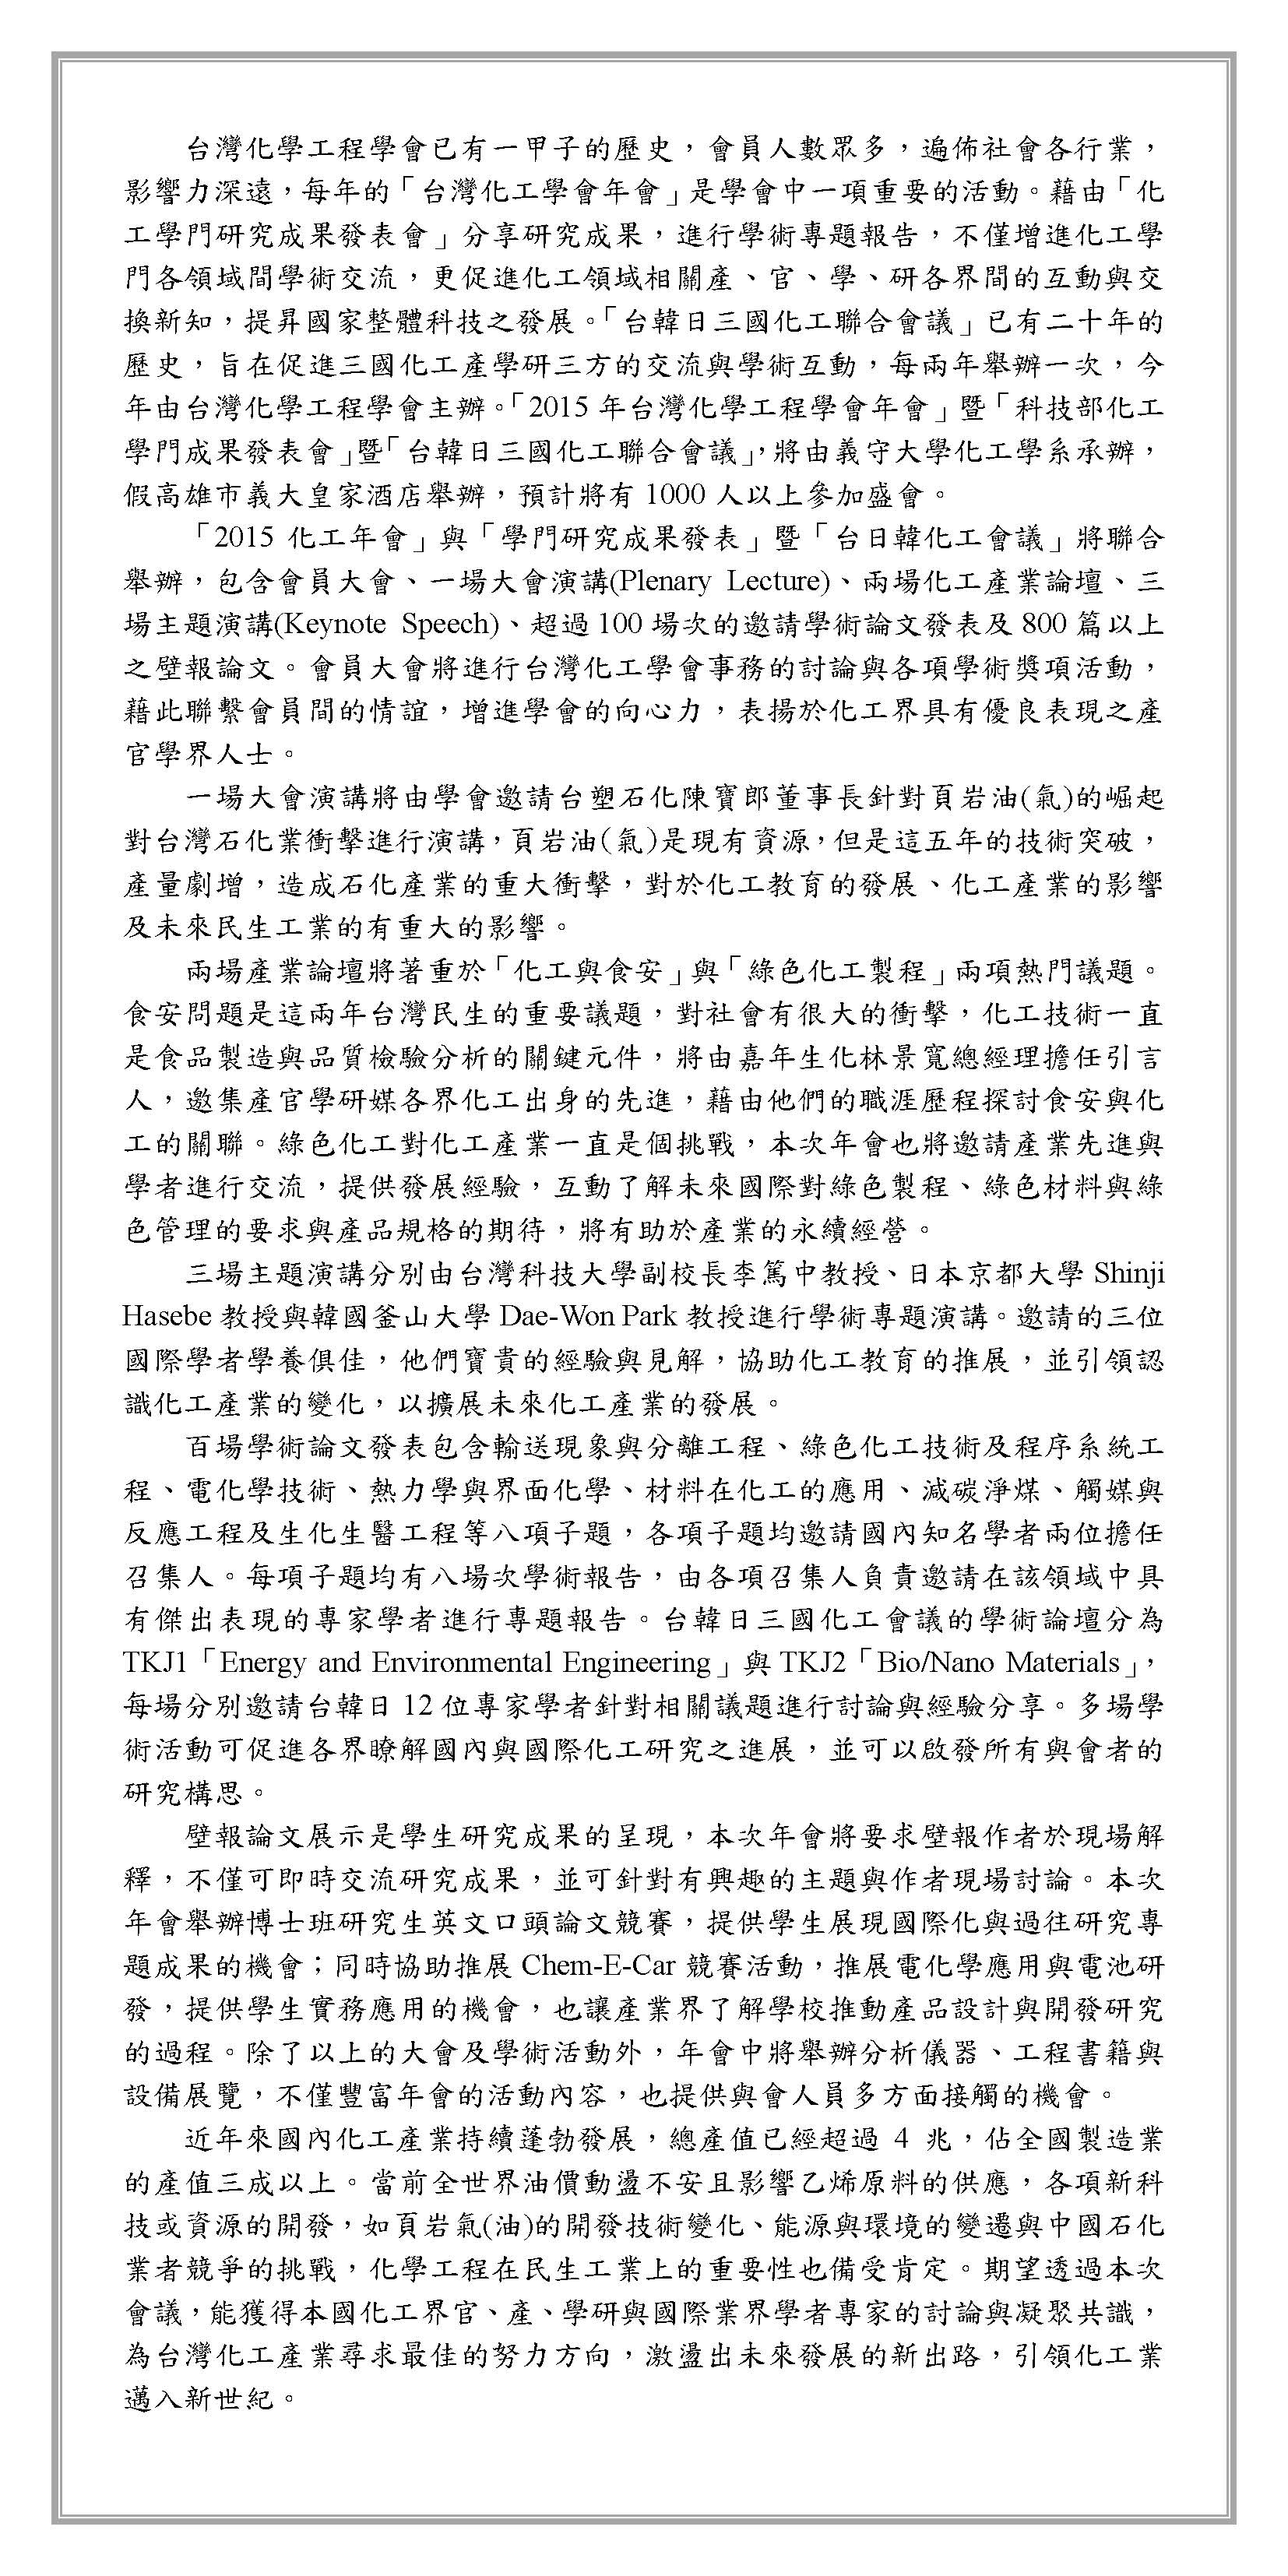 台灣化學工程學會已有一甲子的歷史，會員人數眾多，遍佈社會各行業，
影響力深遠，每年的「台灣化工學會年會」是學會中一項重要的活動。藉由「化
工學門研究成果發表會」分享研究成果，進行學術專題報告，不僅增進化工學
門各領域間學術交流，更促進化工領域相關產、官、學、研各界間的互動與交
換新知，提昇國家整體科技之發展。「台韓日三國化工聯合會議」已有二十年的
歷史，旨在促進三國化工產學研三方的交流與學術互動，每兩年舉辦一次，今
年由台灣化學工程學會主辦。「2015 年台灣化學工程學會年會」暨「科技部化工
學門成果發表會」暨「台韓日三國化工聯合會議」，將由義守大學化工學系承辦，
假高雄市義大皇家酒店舉辦，預計將有 1000 人以上參加盛會。
「2015 化工年會」與「學門研究成果發表」暨「台日韓化工會議」將聯合
舉辦，包含會員大會、一場大會演講(Plenary Lecture)、兩場化工產業論壇、三
場主題演講(Keynote Speech)、超過 100 場次的邀請學術論文發表及 800 篇以上
之壁報論文。會員大會將進行台灣化工學會事務的討論與各項學術獎項活動，
藉此聯繫會員間的情誼，增進學會的向心力，表揚於化工界具有優良表現之產
官學界人士。
一場大會演講將由學會邀請台塑石化陳寶郎董事長針對頁岩油(氣)的崛起
對台灣石化業衝擊進行演講，頁岩油(氣)是現有資源，但是這五年的技術突破，
產量劇增，造成石化產業的重大衝擊，對於化工教育的發展、化工產業的影響
及未來民生工業的有重大的影響。
兩場產業論壇將著重於「化工與食安」與「綠色化工製程」兩項熱門議題。
食安問題是這兩年台灣民生的重要議題，對社會有很大的衝擊，化工技術一直
是食品製造與品質檢驗分析的關鍵元件，將由嘉年生化林景寬總經理擔任引言
人，邀集產官學研媒各界化工出身的先進，藉由他們的職涯歷程探討食安與化
工的關聯。綠色化工對化工產業一直是個挑戰，本次年會也將邀請產業先進與
學者進行交流，提供發展經驗，互動了解未來國際對綠色製程、綠色材料與綠
色管理的要求與產品規格的期待，將有助於產業的永續經營。
三場主題演講分別由台灣科技大學副校長李篤中教授、日本京都大學 Shinji
Hasebe 教授與韓國釜山大學 Dae-Won Park 教授進行學術專題演講。邀請的三位
國際學者學養俱佳，他們寶貴的經驗與見解，協助化工教育的推展，並引領認
識化工產業的變化，以擴展未來化工產業的發展。
百場學術論文發表包含輸送現象與分離工程、綠色化工技術及程序系統工
程、電化學技術、熱力學與界面化學、材料在化工的應用、減碳淨煤、觸媒與
反應工程及生化生醫工程等八項子題，各項子題均邀請國內知名學者兩位擔任
召集人。每項子題均有八場次學術報告，由各項召集人負責邀請在該領域中具
有傑出表現的專家學者進行專題報告。台韓日三國化工會議的學術論壇分為
TKJ1「Energy and Environmental Engineering」與 TKJ2「Bio/Nano Materials」，
每場分別邀請台韓日 12 位專家學者針對相關議題進行討論與經驗分享。多場學
術活動可促進各界瞭解國內與國際化工研究之進展，並可以啟發所有與會者的
研究構思。
壁報論文展示是學生研究成果的呈現，本次年會將要求壁報作者於現場解
釋，不僅可即時交流研究成果，並可針對有興趣的主題與作者現場討論。本次
年會舉辦博士班研究生英文口頭論文競賽，提供學生展現國際化與過往研究專
題成果的機會；同時協助推展 Chem-E-Car 競賽活動，推展電化學應用與電池研
發，提供學生實務應用的機會，也讓產業界了解學校推動產品設計與開發研究
的過程。除了以上的大會及學術活動外，年會中將舉辦分析儀器、工程書籍與
設備展覽，不僅豐富年會的活動內容，也提供與會人員多方面接觸的機會。
近年來國內化工產業持續蓬勃發展，總產值已經超過 4 兆，佔全國製造業
的產值三成以上。當前全世界油價動盪不安且影響乙烯原料的供應，各項新科
技或資源的開發，如頁岩氣(油)的開發技術變化、能源與環境的變遷與中國石化
業者競爭的挑戰，化學工程在民生工業上的重要性也備受肯定。期望透過本次
會議，能獲得本國化工界官、產、學研與國際業界學者專家的討論與凝聚共識，
為台灣化工產業尋求最佳的努力方向，激盪出未來發展的新出路，引領化工業
邁入新世紀。